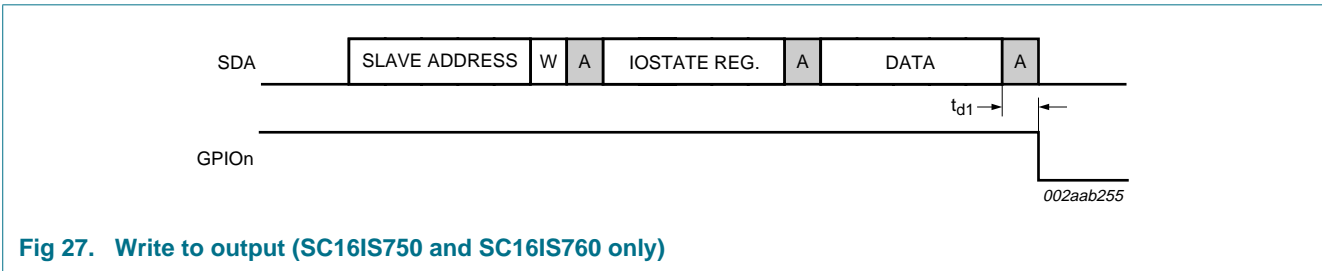 SDA SLAVE ADDRESS W A IOSTATE REG. A DATA A
td1
GPIOn
002aab255
Fig 27. Write to output (SC16IS750 and SC16IS760 only)